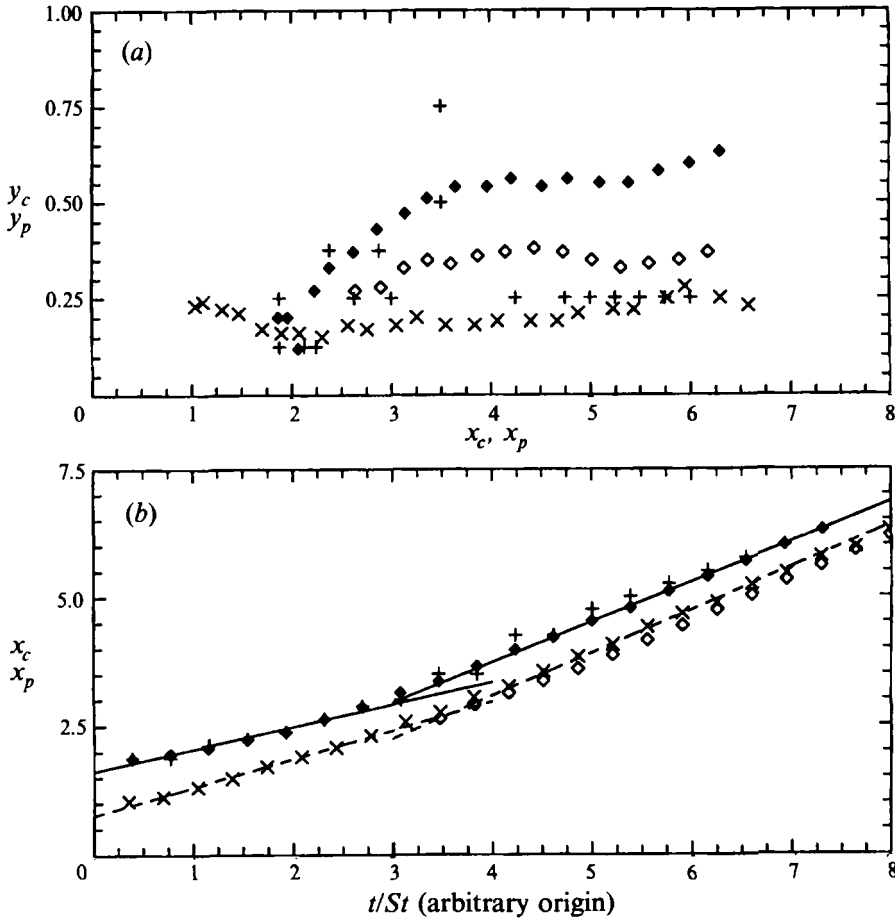 1.00
(a)
0.75
y_c
y_p
0.50
0.25
0 1 2 3 4 5 6 7 8
x_c, x_p
7.5
(b)
5.0
x_c
x_p
2.5
0 1 2 3 4 5 6 7 8
t/St (arbitrary origin)